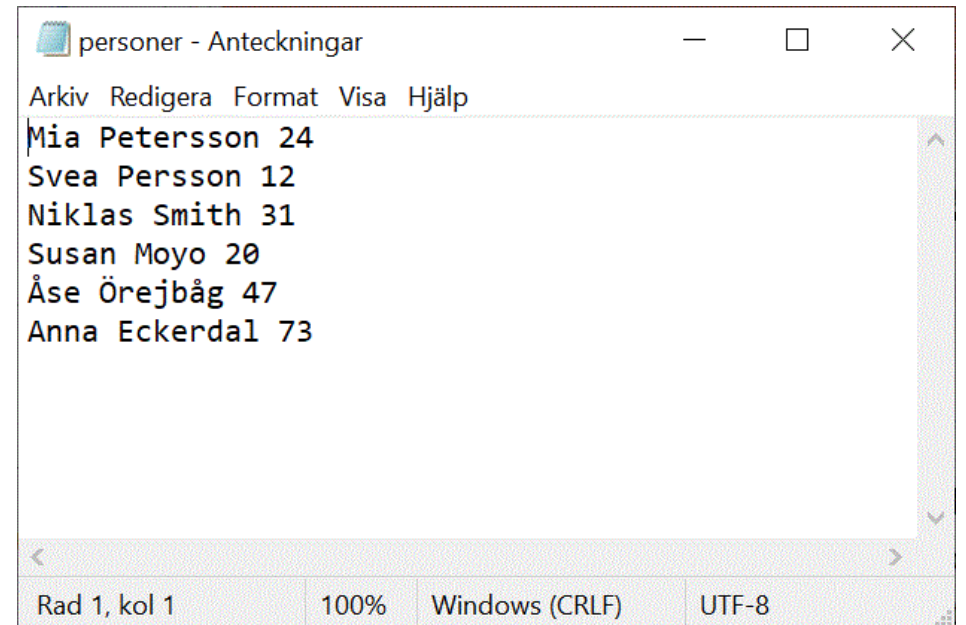 personer - Anteckningar
Arkiv Redigera Format Visa Hjälp
Mia Petersson 24
Svea Persson 12
Niklas Smith 31
Susan Moyo 20
Åse Örejbåg 47
Anna Eckerdal 73
Rad 1, kol 1 100% Windows (CRLF) UTF-8